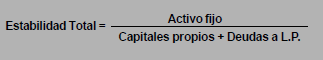 Estabilidad Total = Activo fijo
Capitales propios + Deudas a L.P.